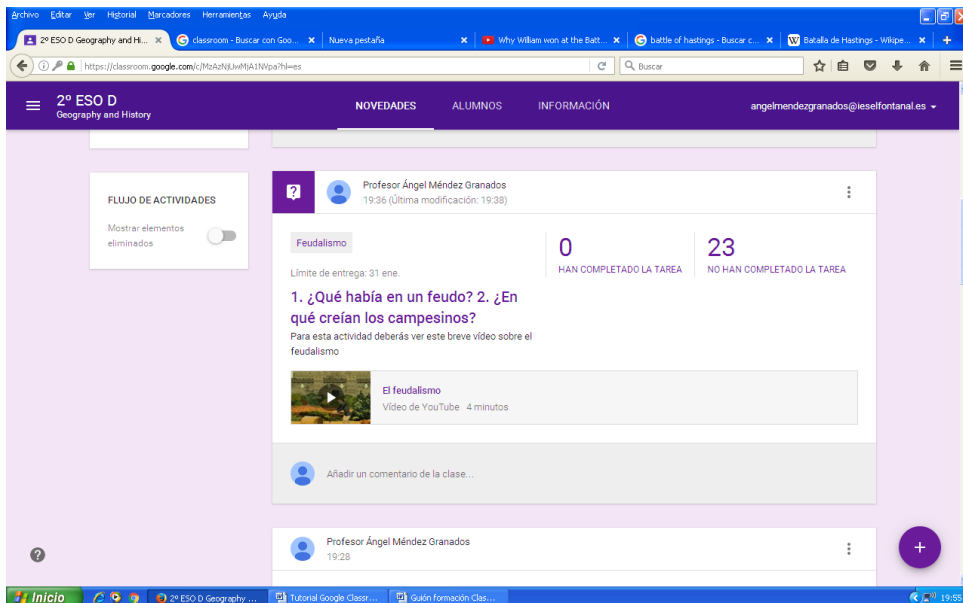 Archivo Editar Ver Historial Marcadores Herramientas Ayuda
2º ESO D Geography and Hi... classroom - Buscar con Goo... Nueva pestaña Why William won at the Batt... battle of hastings - Buscar c... W Batalla de Hastings - Wikipe...
https://classroom.google.com/c/MzAzNjUwMjA1NVpa?hl=es Buscar
2º ESO D
Geography and History
NOVEDADES ALUMNOS INFORMACIÓN angelmendezgranados@ieselfontanal.es
FLUJO DE ACTIVIDADES
Mostrar elementos
eliminados
Profesor Ángel Méndez Granados
19:36 (Última modificación: 19:38)
Feudalismo
Límite de entrega: 31 ene.
0
HAN COMPLETADO LA TAREA
23
NO HAN COMPLETADO LA TAREA
1. ¿Qué había en un feudo? 2. ¿En
qué creían los campesinos?
Para esta actividad deberás ver este breve vídeo sobre el
feudalismo
El feudalismo
Vídeo de YouTube 4 minutos
Añadir un comentario de la clase...
Profesor Ángel Méndez Granados
19:28
Inicio 2º ESO D Geography ... Tutorial Google Classr... Guión formación Clas... 19:55